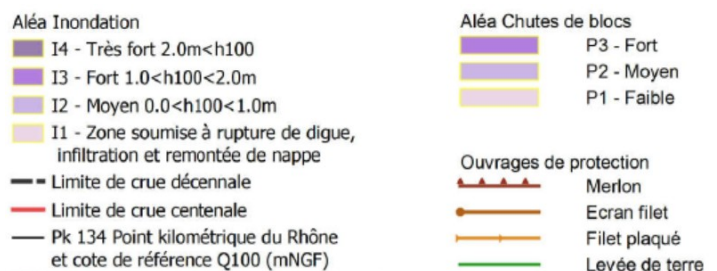 Aléa Inondation
I4 - Très fort 2.0m<h100
I3 - Fort 1.0<h100<2.0m
I2 - Moyen 0.0<h100<1.0m
I1 - Zone soumise à rupture de digue,
infiltration et remontée de nappe
Limite de crue décennale
Limite de crue centenale
Pk 134 Point kilométrique du Rhône
et cote de référence Q100 (mNGF)
Aléa Chutes de blocs
P3 - Fort
P2 - Moyen
P1 - Faible
Ouvrages de protection
Merlon
Ecran filet
Filet plaqué
Levée de terre